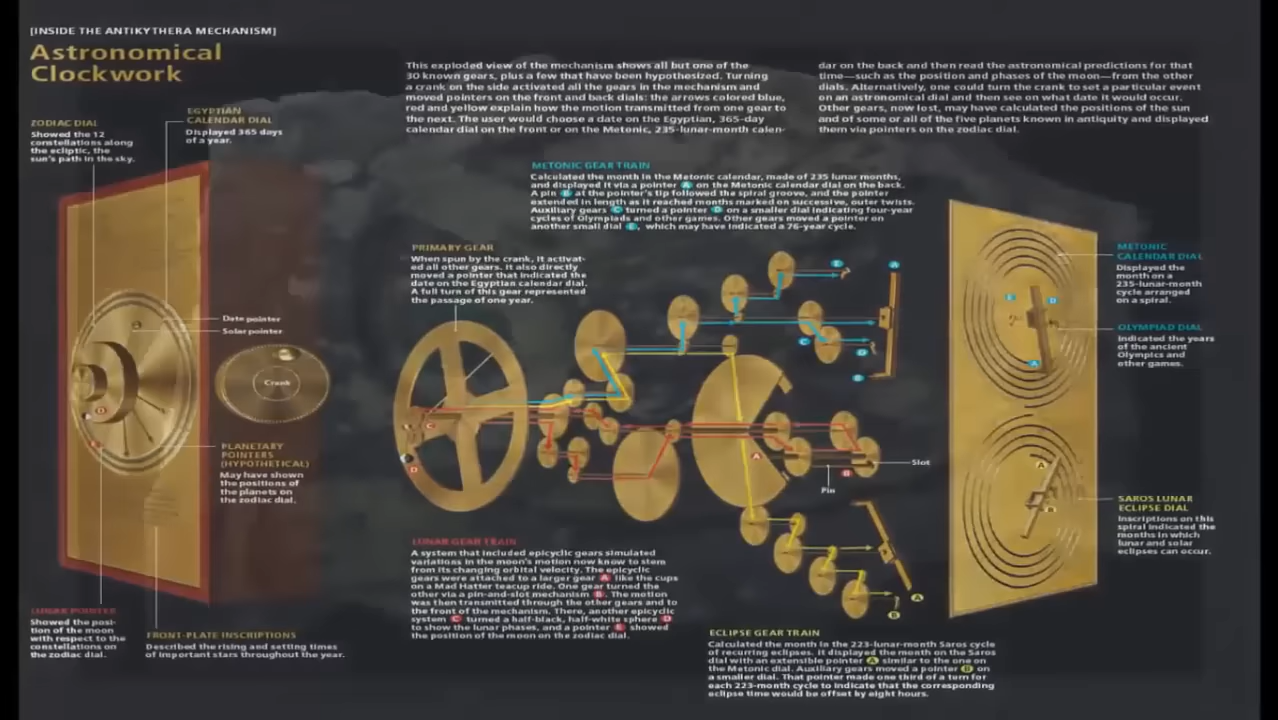 [INSIDE THE ANTIKYTHERA MECHANISM]
Astronomical
Clockwork
This exploded view of the mechanism shows all but one of the
30 known gears, plus a few that have been hypothesized. Turning
a crank on the side activated all the gears in the mechanism and
moved pointers on the front and back dials: the arrows colored blue,
red and yellow explain how the motion transmitted from one gear to
the next. The user would choose a date on the Egyptian, 365-day
calendar dial on the front or on the Metonic, 235-lunar-month calen-
dar on the back and then read the astronomical predictions for that
time—such as the position and phases of the moon—from the other
dials. Alternatively, one could turn the crank to set a particular event
on an astronomical dial and then see on what date it would occur.
Other gears, now lost, may have calculated the positions of the sun
and of some or all of the five planets known in antiquity and displayed
them via pointers on the zodiac dial.
ZODIAC DIAL
Showed the 12
constellations along
the ecliptic, the
sun's path in the sky.
EGYPTIAN
CALENDAR DIAL
Displayed 365 days
of a year.
Date pointer
Solar pointer
Crank
D
E
PLANETARY
POINTERS
(HYPOTHETICAL)
May have shown
the positions of
the planets on
the zodiac dial.
LUNAR POINTER
Showed the posi-
tion of the moon
with respect to the
constellations on
the zodiac dial.
FRONT-PLATE INSCRIPTIONS
Described the rising and setting times
of important stars throughout the year.
METONIC GEAR TRAIN
Calculated the month in the Metonic calendar, made of 235 lunar months,
and displayed it via a pointer A on the Metonic calendar dial on the back.
A pin B at the pointer's tip followed the spiral groove, and the pointer
extended in length as it reached months marked on successive, outer twists.
Auxiliary gears C turned a pointer D on a smaller dial indicating four-year
cycles of Olympiads and other games. Other gears moved a pointer on
another small dial E, which may have indicated a 76-year cycle.
PRIMARY GEAR
When spun by the crank, it activat-
ed all other gears. It also directly
moved a pointer that indicated the
date on the Egyptian calendar dial.
A full turn of this gear represented
the passage of one year.
E
A
C
D
B
C
D
A
B
Slot
Pin
A
B
LUNAR GEAR TRAIN
A system that included epicyclic gears simulated
variations in the moon's motion now know to stem
from its changing orbital velocity. The epicyclic
gears were attached to a larger gear A like the cups
on a Mad Hatter teacup ride. One gear turned the
other via a pin-and-slot mechanism B. The motion
was then transmitted through the other gears and to
the front of the mechanism. There, another epicyclic
system C turned a half-black, half-white sphere D
to show the lunar phases, and a pointer E showed
the position of the moon on the zodiac dial.
ECLIPSE GEAR TRAIN
Calculated the month in the 223-lunar-month Saros cycle
of recurring eclipses. It displayed the month on the Saros
dial with an extensible pointer A similar to the one on
the Metonic dial. Auxiliary gears moved a pointer B on
a smaller dial. That pointer made one third of a turn for
each 223-month cycle to indicate that the corresponding
eclipse time would be offset by eight hours.
E
D
A
A
B
METONIC
CALENDAR DIAL
Displayed the
month on a
235-lunar-month
cycle arranged
on a spiral.
OLYMPIAD DIAL
Indicated the years
of the ancient
Olympics and
other games.
SAROS LUNAR
ECLIPSE DIAL
Inscriptions on this
spiral indicated the
months in which
lunar and solar
eclipses can occur.